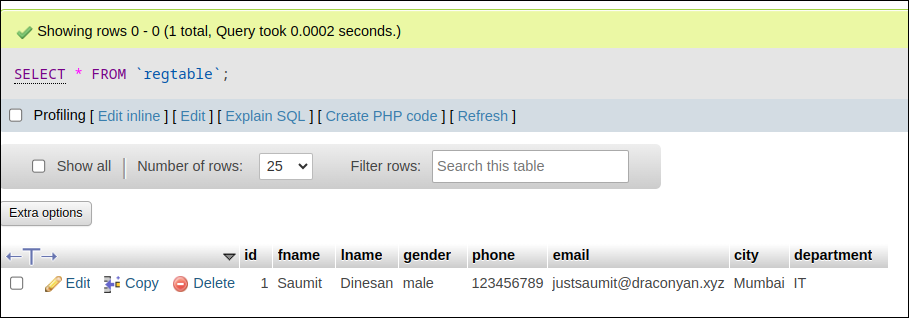 Showing rows 0 - 0 (1 total, Query took 0.0002 seconds.)
SELECT * FROM `regtable`;
Profiling [ Edit inline ] [ Edit ] [ Explain SQL ] [ Create PHP code ] [ Refresh ]
Show all Number of rows: 25 Filter rows: Search this table
Extra options
id fname lname gender phone email city department
Edit Copy Delete 1 Saumit Dinesan male 123456789 justsaumit@draconyan.xyz Mumbai IT